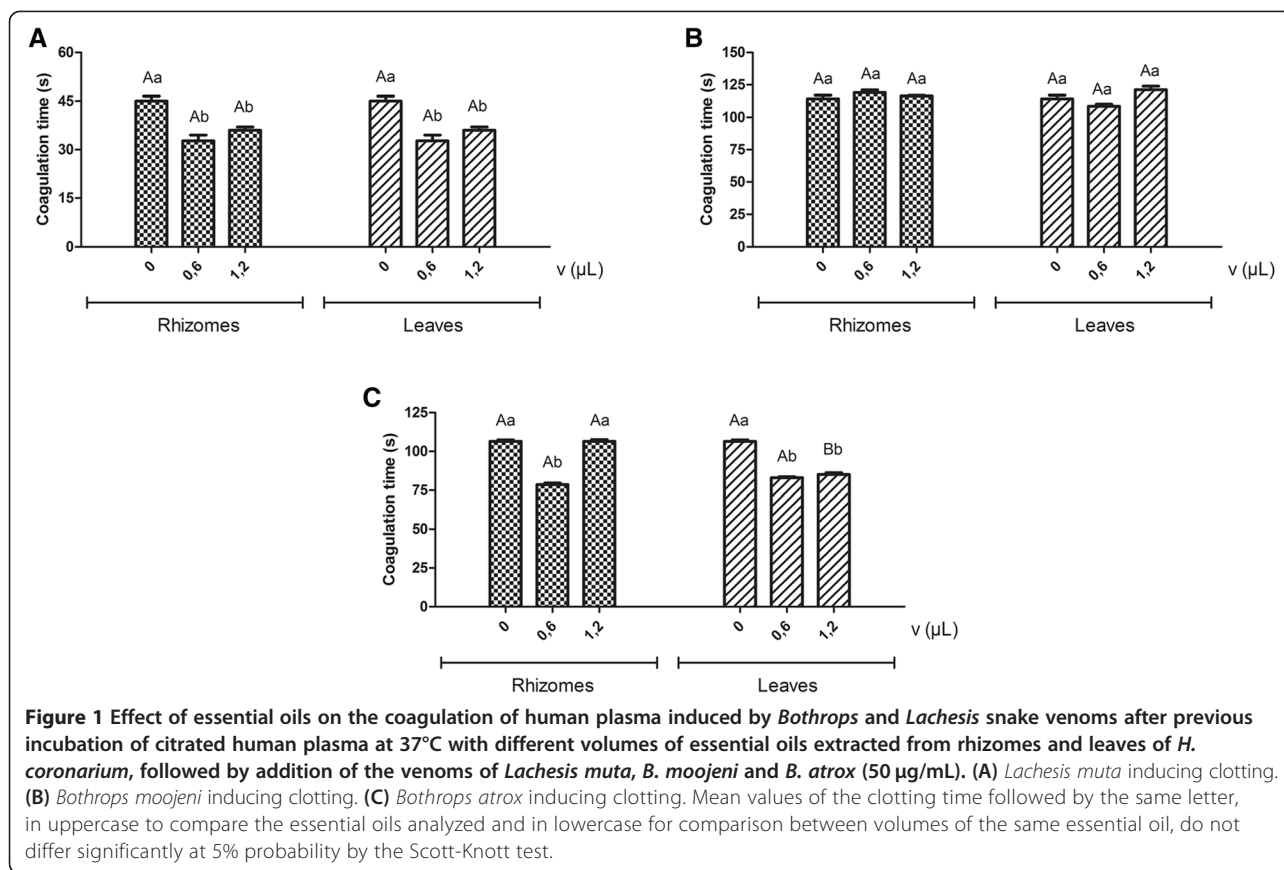 A
Coagulation time (s)
60
45
30
15
0
Aa
Ab
Ab
Aa
Ab
Ab
0
0,6
1,2
0
0,6
1,2
v (µL)
Rhizomes
Leaves
B
Coagulation time (s)
150
125
100
75
50
25
0
Aa
Aa
Aa
Aa
Aa
Aa
0
0,6
1,2
0
0,6
1,2
v (µL)
Rhizomes
Leaves
C
Coagulation time (s)
125
100
75
50
25
0
Aa
Ab
Aa
Aa
Ab
Bb
0
0,6
1,2
0
0,6
1,2
v (µL)
Rhizomes
Leaves
Figure 1 Effect of essential oils on the coagulation of human plasma induced by Bothrops and Lachesis snake venoms after previous
incubation of citrated human plasma at 37°C with different volumes of essential oils extracted from rhizomes and leaves of H.
coronarium, followed by addition of the venoms of Lachesis muta, B. moojeni and B. atrox (50 µg/mL). (A) Lachesis muta inducing clotting.
(B) Bothrops moojeni inducing clotting. (C) Bothrops atrox inducing clotting. Mean values of the clotting time followed by the same letter,
in uppercase to compare the essential oils analyzed and in lowercase for comparison between volumes of the same essential oil, do not
differ significantly at 5% probability by the Scott-Knott test.